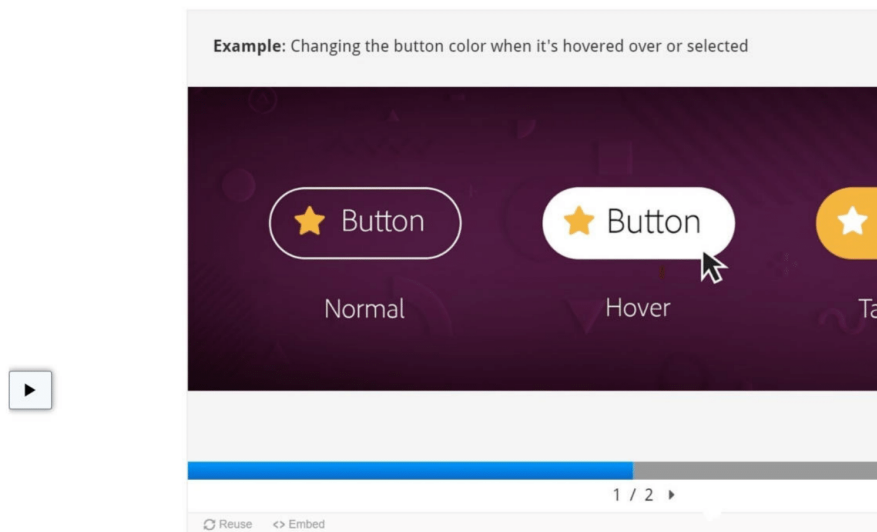 Example: Changing the button color when it's hovered over or selected
Button Button
Normal Hover
1 / 2
Reuse <> Embed